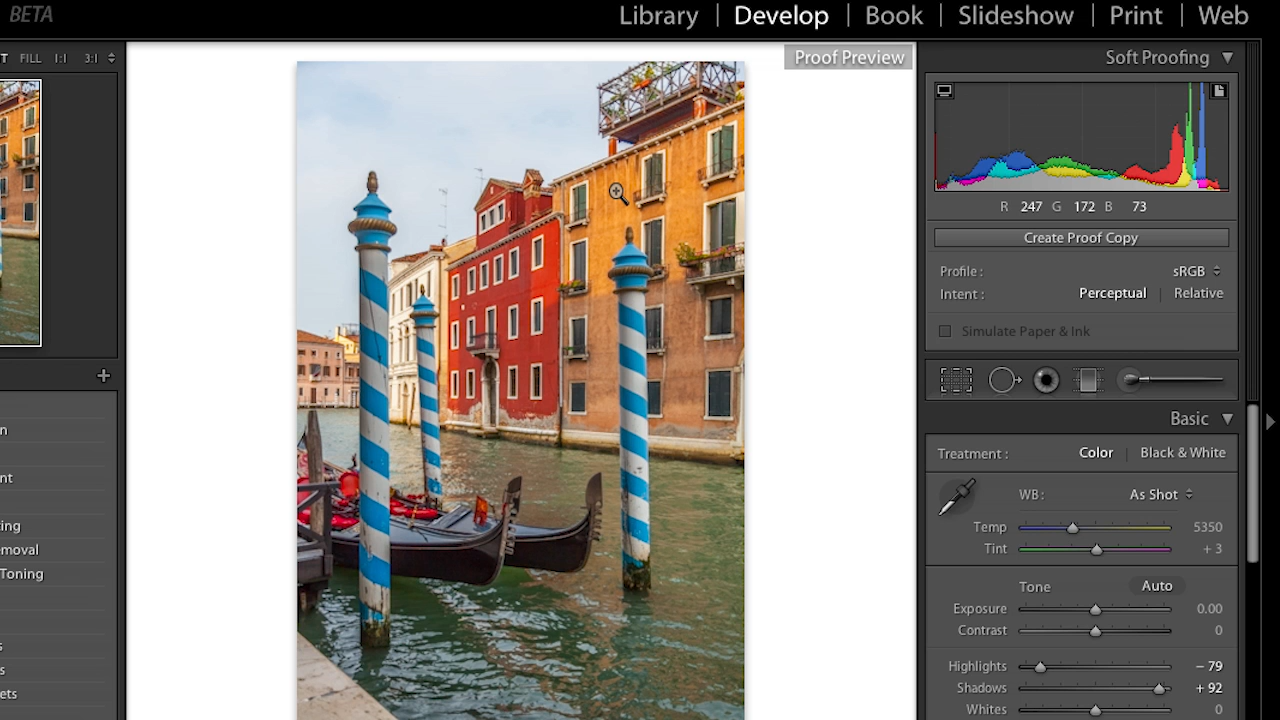 BETA
Library | Develop | Book | Slideshow | Print | Web
T FILL 1:1 3:1
Proof Preview
Soft Proofing
R 247 G 172 B 73
Create Proof Copy
Profile : sRGB
Intent : Perceptual | Relative
Simulate Paper & Ink
Basic
Treatment : Color | Black & White
WB : As Shot
Temp 5350
Tint + 3
Tone Auto
Exposure 0.00
Contrast 0
Highlights − 79
Shadows + 92
Whites 0
n
nt
ing
emoval
Toning
s
s
ets